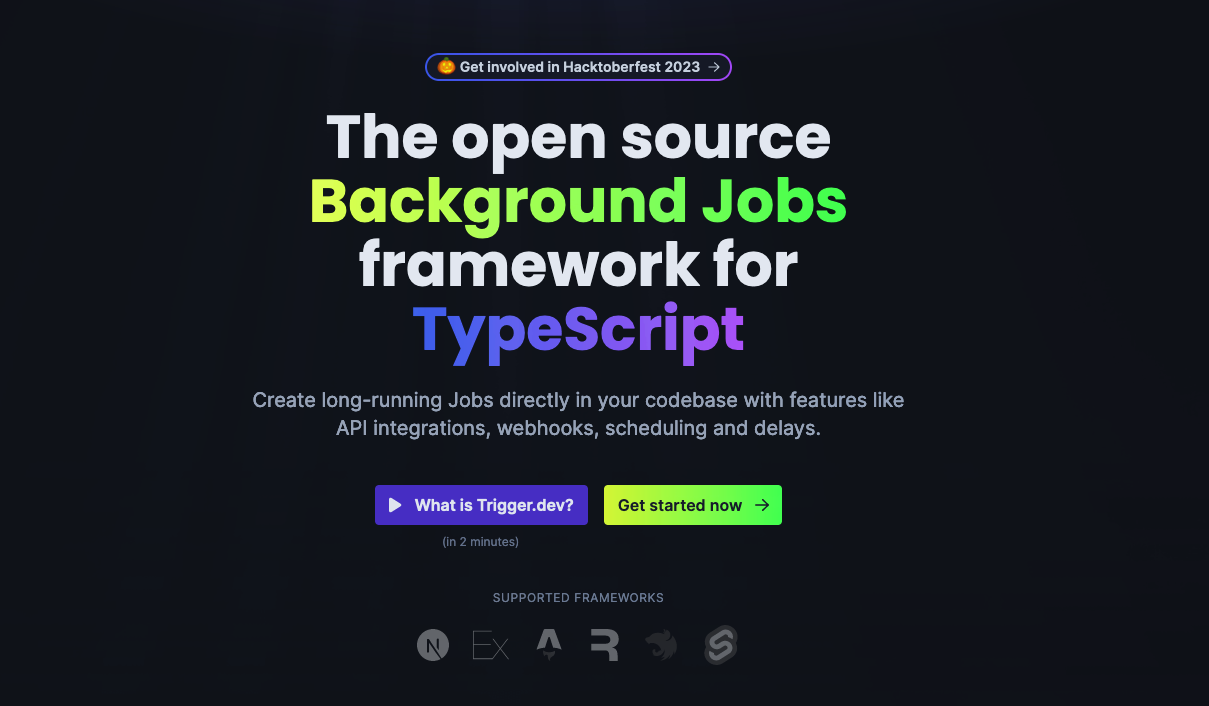 🎃 Get involved in Hacktoberfest 2023 →
The open source
Background Jobs
framework for
TypeScript
Create long-running Jobs directly in your codebase with features like
API integrations, webhooks, scheduling and delays.
What is Trigger.dev?
Get started now →
(in 2 minutes)
SUPPORTED FRAMEWORKS
N Ex R